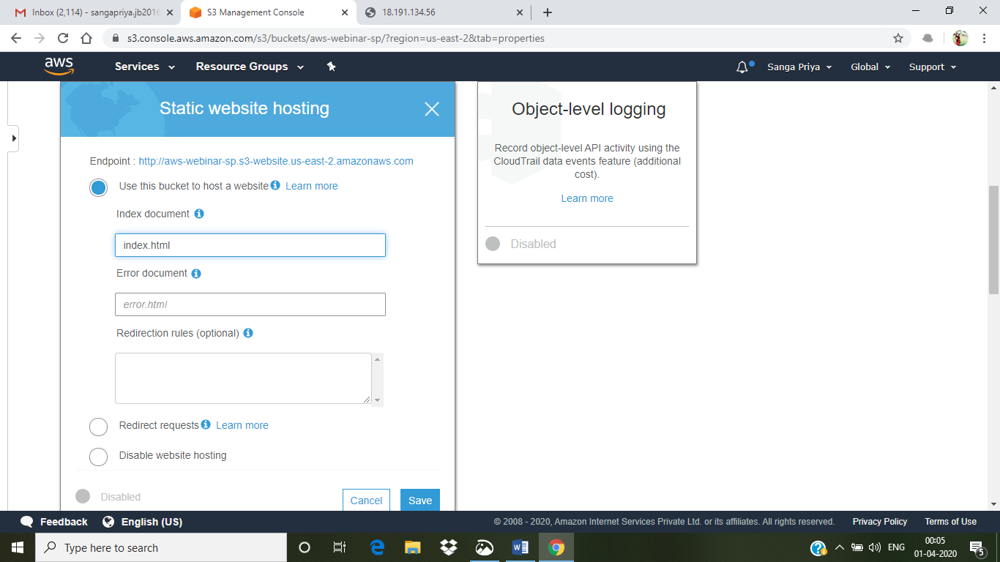 Inbox (2,114) - sangapriya.jb2016
S3 Management Console
18.191.134.56
s3.console.aws.amazon.com/s3/buckets/aws-webinar-sp/?region=us-east-2&tab=properties
aws
Services
Resource Groups
Sanga Priya
Global
Support
Static website hosting
Endpoint : http://aws-webinar-sp.s3-website.us-east-2.amazonaws.com
Use this bucket to host a website
Learn more
Index document
index.html
Error document
error.html
Redirection rules (optional)
Redirect requests
Learn more
Disable website hosting
Disabled
Cancel
Save
Object-level logging
Record object-level API activity using the
CloudTrail data events feature (additional
cost).
Learn more
Disabled
Feedback
English (US)
© 2008 - 2020, Amazon Internet Services Private Ltd. or its affiliates. All rights reserved.
Privacy Policy
Terms of Use
Type here to search
ENG
00:05
01-04-2020
5